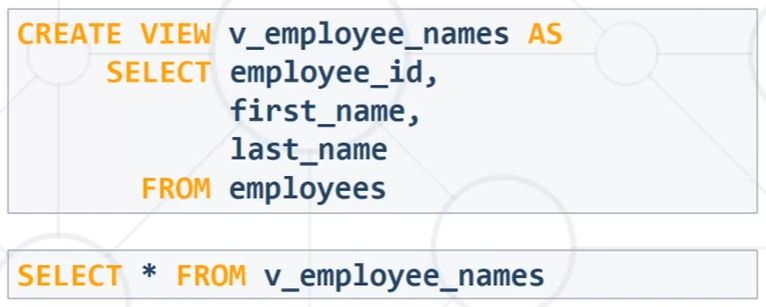 CREATE VIEW v_employee_names AS
SELECT employee_id,
first_name,
last_name
FROM employees
SELECT * FROM v_employee_names